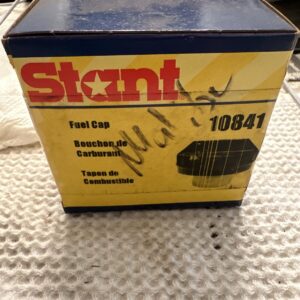 Stant
Fuel Cap
10841
Bouchon de
Carburant
Tapon de
Combustible